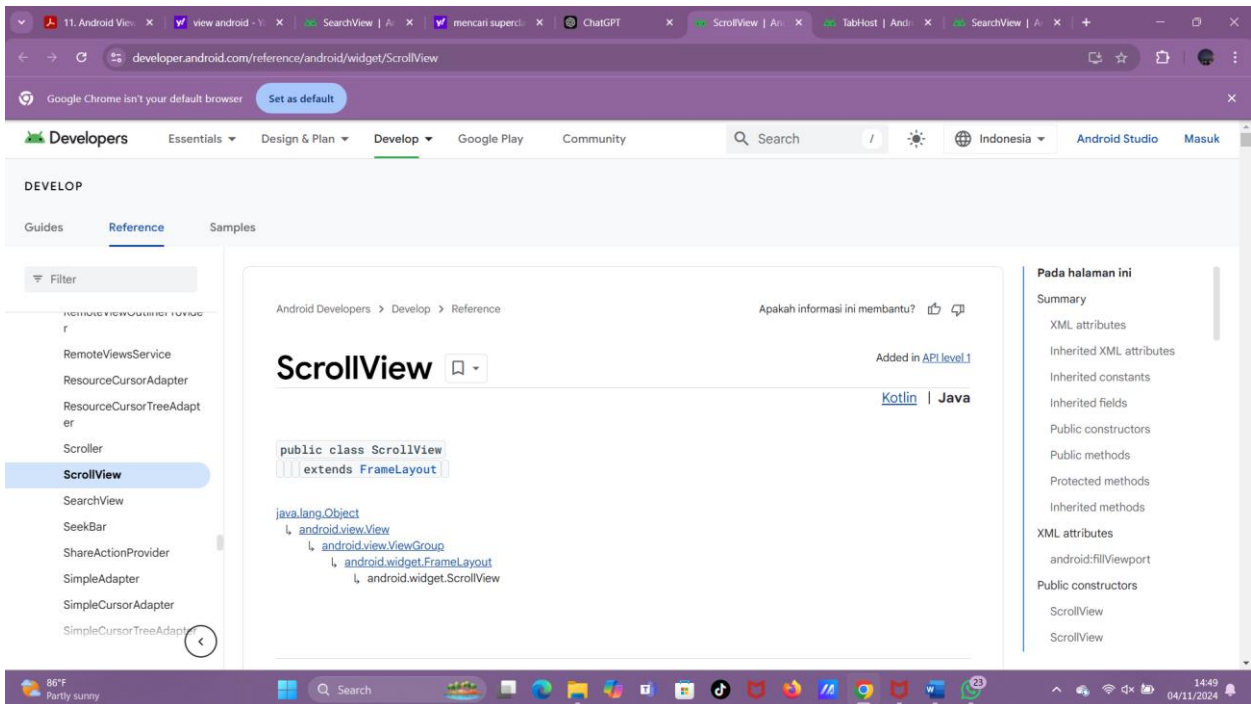 11. Android View
view android - Y
SearchView | A
mencari supercl
ChatGPT
ScrollView | An
TabHost | Andr
SearchView | A
developer.android.com/reference/android/widget/ScrollView
Google Chrome isn't your default browser
Set as default
Developers
Essentials
Design & Plan
Develop
Google Play
Community
Search
/
Indonesia
Android Studio
Masuk
DEVELOP
Guides
Reference
Samples
Filter
r
RemoteViewsService
ResourceCursorAdapter
ResourceCursorTreeAdapt
er
Scroller
ScrollView
SearchView
SeekBar
ShareActionProvider
SimpleAdapter
SimpleCursorAdapter
SimpleCursorTreeAdapter
Android Developers > Develop > Reference
Apakah informasi ini membantu?
ScrollView
Added in API level 1
Kotlin | Java
public class ScrollView
extends FrameLayout
java.lang.Object
↳ android.view.View
↳ android.view.ViewGroup
↳ android.widget.FrameLayout
↳ android.widget.ScrollView
Pada halaman ini
Summary
XML attributes
Inherited XML attributes
Inherited constants
Inherited fields
Public constructors
Public methods
Protected methods
Inherited methods
XML attributes
android:fillViewport
Public constructors
ScrollView
ScrollView
86°F
Partly sunny
Search
23
14:49
04/11/2024